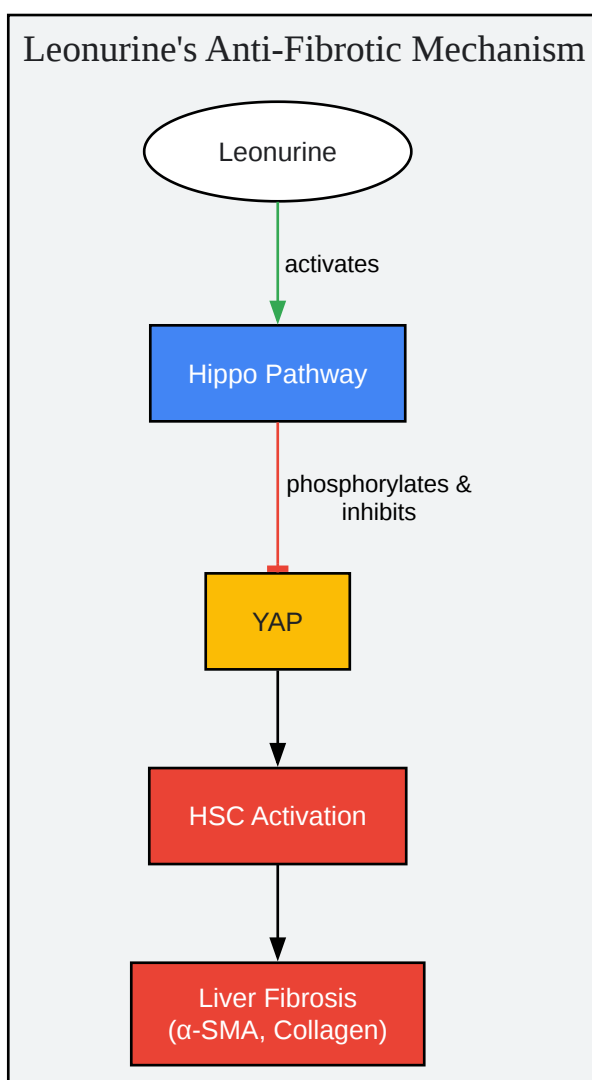 Leonurine's Anti-Fibrotic Mechanism
Leonurine
activates
Hippo Pathway
phosphorylates &
inhibits
YAP
HSC Activation
Liver Fibrosis
(α-SMA, Collagen)